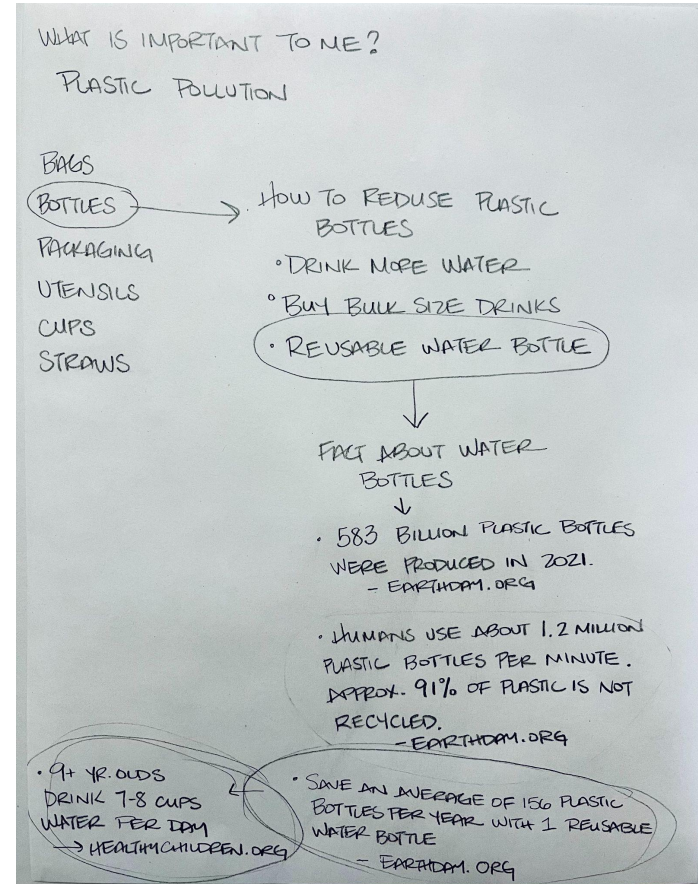 WHAT IS IMPORTANT TO ME?
PLASTIC POLLUTION
BAGS
BOTTLES
PACKAGING
UTENSILS
CUPS
STRAWS
HOW TO REDUSE PLASTIC
BOTTLES
• DRINK MORE WATER
• BUY BULK SIZE DRINKS
• REUSABLE WATER BOTTLE
FACT ABOUT WATER
BOTTLES
• 583 BILLION PLASTIC BOTTLES
WERE PRODUCED IN 2021.
- EARTHDAY.ORG
• HUMANS USE ABOUT 1.2 MILLION
PLASTIC BOTTLES PER MINUTE.
APPROX. 91% OF PLASTIC IS NOT
RECYCLED.
- EARTHDAY.ORG
• SAVE AN AVERAGE OF 156 PLASTIC
BOTTLES PER YEAR WITH 1 REUSABLE
WATER BOTTLE
- EARTHDAY.ORG
• 9+ YR. OLDS
DRINK 7-8 CUPS
WATER PER DAY
→ HEALTHYCHILDREN.ORG